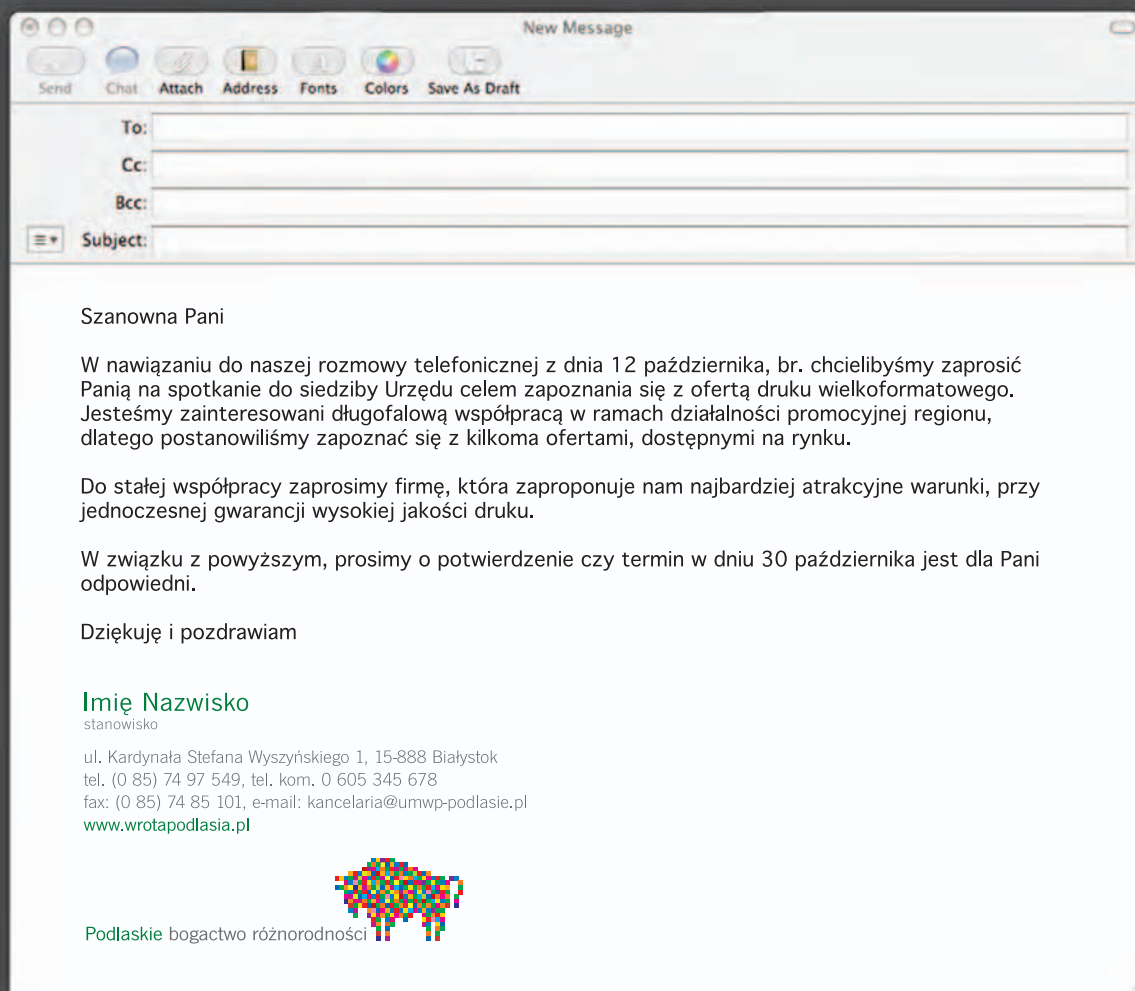 New Message
Send Chat Attach Address Fonts Colors Save As Draft
To:
Cc:
Bcc:
Subject:
Szanowna Pani
W nawiązaniu do naszej rozmowy telefonicznej z dnia 12 października, br. chcielibyśmy zaprosić
Panią na spotkanie do siedziby Urzędu celem zapoznania się z ofertą druku wielkoformatowego.
Jesteśmy zainteresowani długofalową współpracą w ramach działalności promocyjnej regionu,
dlatego postanowiliśmy zapoznać się z kilkoma ofertami, dostępnymi na rynku.
Do stałej współpracy zaprosimy firmę, która zaproponuje nam najbardziej atrakcyjne warunki, przy
jednoczesnej gwarancji wysokiej jakości druku.
W związku z powyższym, prosimy o potwierdzenie czy termin w dniu 30 października jest dla Pani
odpowiedni.
Dziękuję i pozdrawiam
Imię Nazwisko
stanowisko
ul. Kardynała Stefana Wyszyńskiego 1, 15-888 Białystok
tel. (0 85) 74 97 549, tel. kom. 0 605 345 678
fax: (0 85) 74 85 101, e-mail: kancelaria@umwp-podlasie.pl
www.wrotapodlasia.pl
Podlaskie bogactwo różnorodności